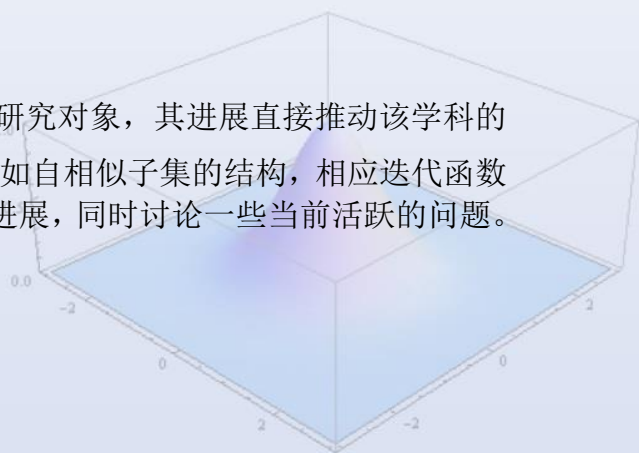 研究对象，其进展直接推动该学科的
如自相似子集的结构，相应迭代函数
进展，同时讨论一些当前活跃的问题。
0.0
-2
0
2
-2
0
2